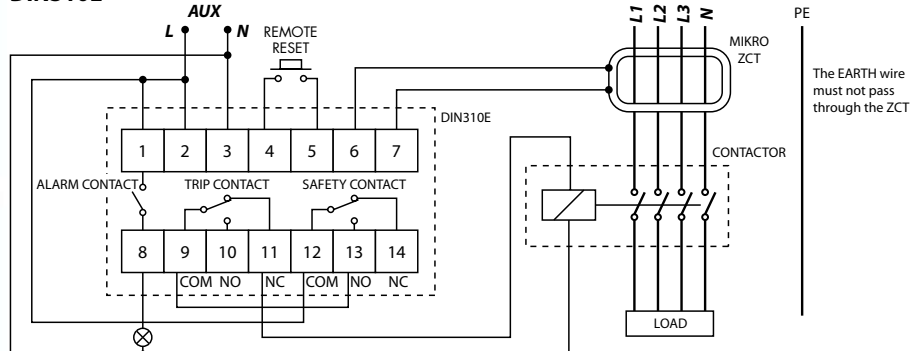 AUX
L N
REMOTE
RESET
L1 L2 L3 N
PE
MIKRO
ZCT
The EARTH wire
must not pass
through the ZCT
DIN310E
1 2 3 4 5 6 7
CONTACTOR
ALARM CONTACT TRIP CONTACT SAFETY CONTACT
8 9 10 11 12 13 14
COM NO NC COM NO NC
LOAD